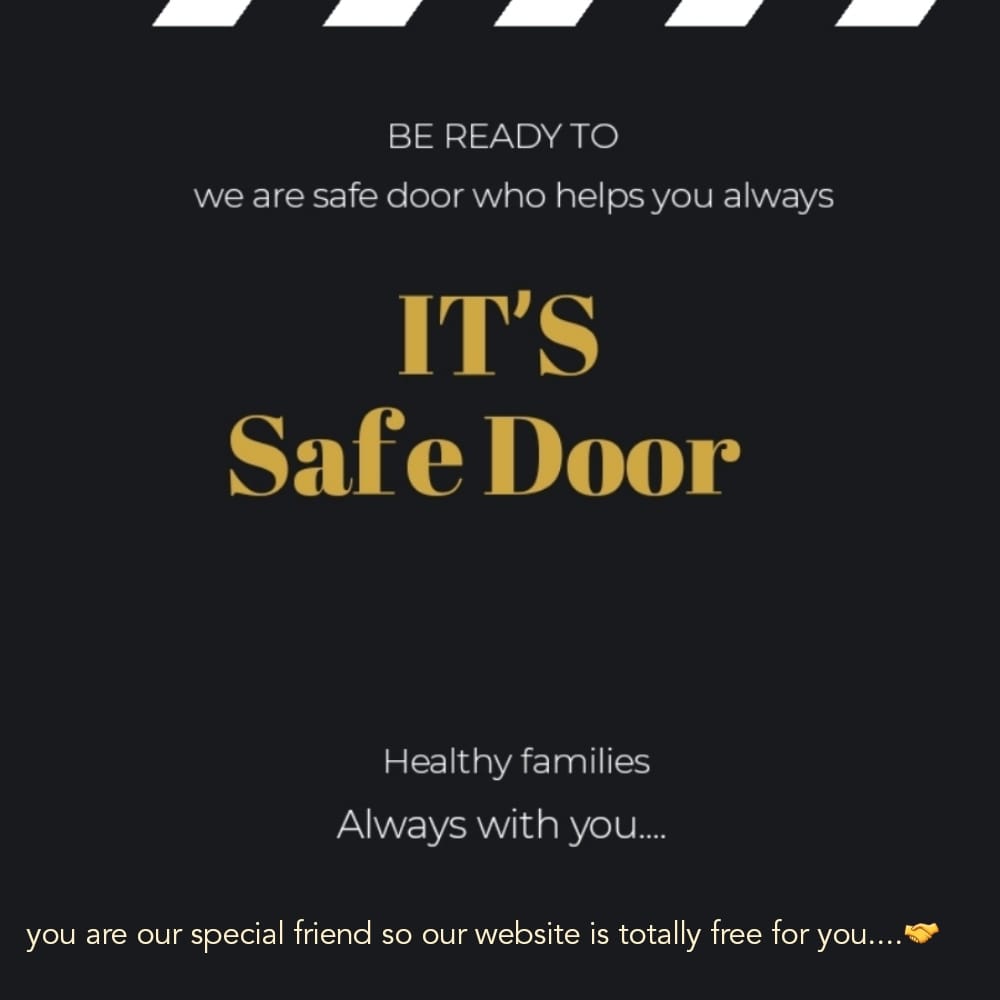 BE READY TO
we are safe door who helps you always
IT'S
Safe Door
Healthy families
Always with you....
you are our special friend so our website is totally free for you....🤝